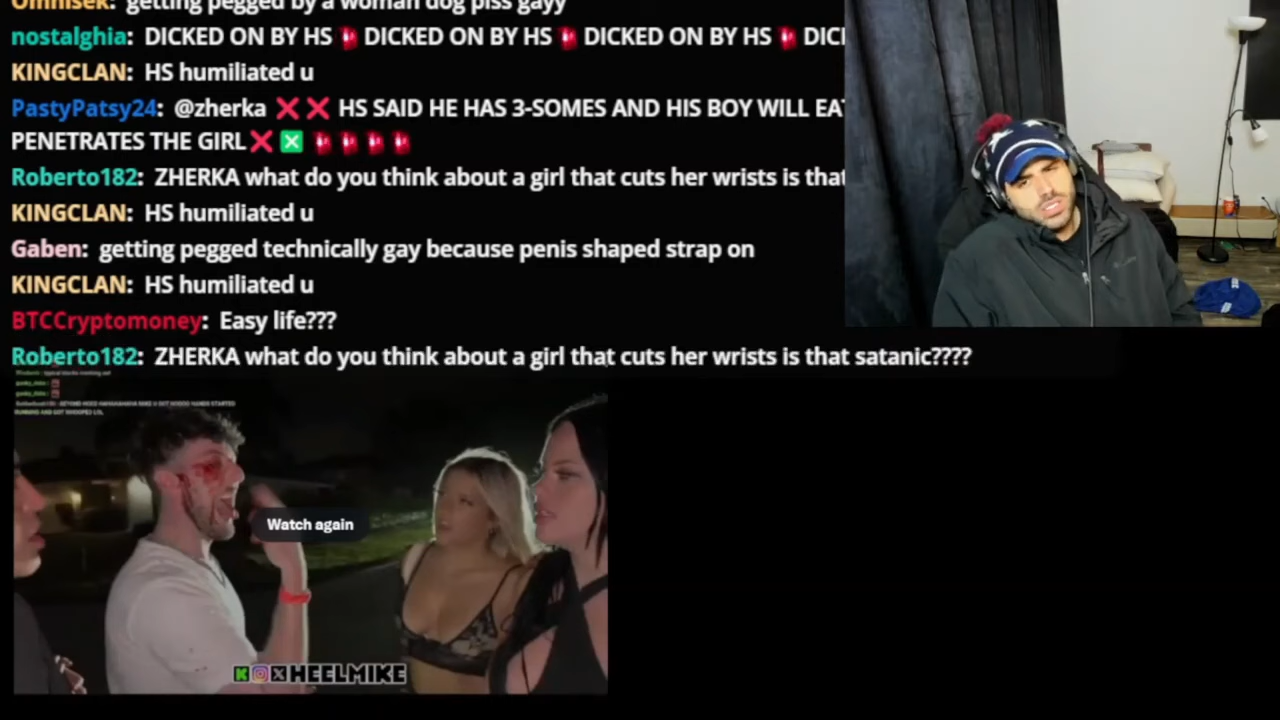 Omnisek: getting pegged by a woman dog piss gayy
nostalghia: DICKED ON BY HS DICKED ON BY HS DICKED ON BY HS DICK
KINGCLAN: HS humiliated u
PastyPatsy24: @zherka ❌ ❌ HS SAID HE HAS 3-SOMES AND HIS BOY WILL EAT
PENETRATES THE GIRL ❌ ❎
Roberto182: ZHERKA what do you think about a girl that cuts her wrists is that
KINGCLAN: HS humiliated u
Gaben: getting pegged technically gay because penis shaped strap on
KINGCLAN: HS humiliated u
BTCCryptomoney: Easy life???
Roberto182: ZHERKA what do you think about a girl that cuts her wrists is that satanic????
Watch again
HEELMIKE